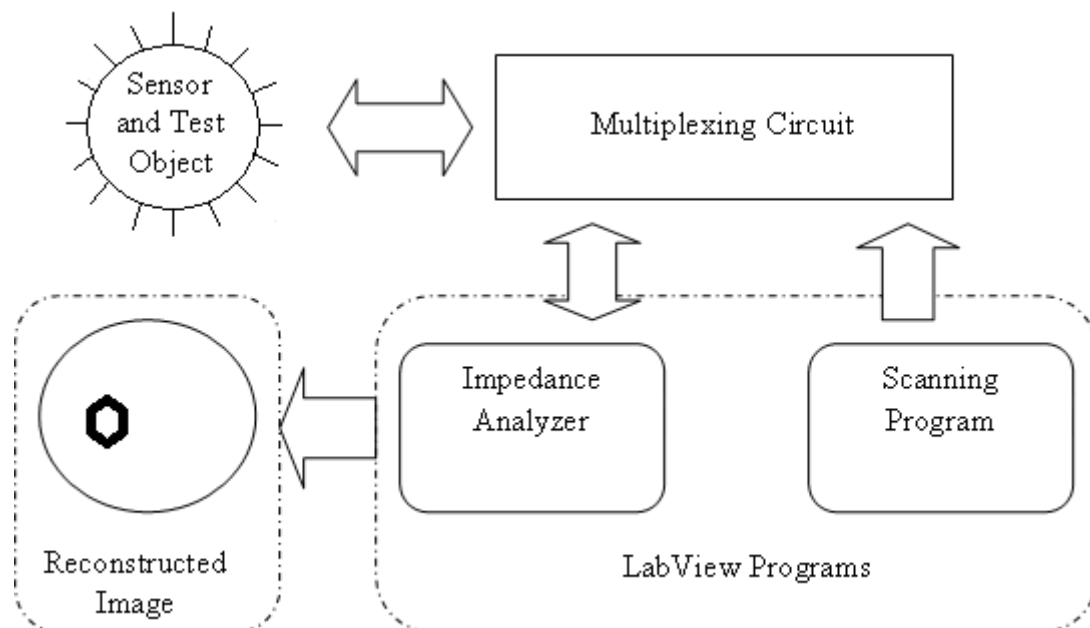 Sensor
and Test
Object
Multiplexing Circuit
Impedance
Analyzer
Scanning
Program
Reconstructed
Image
LabView Programs